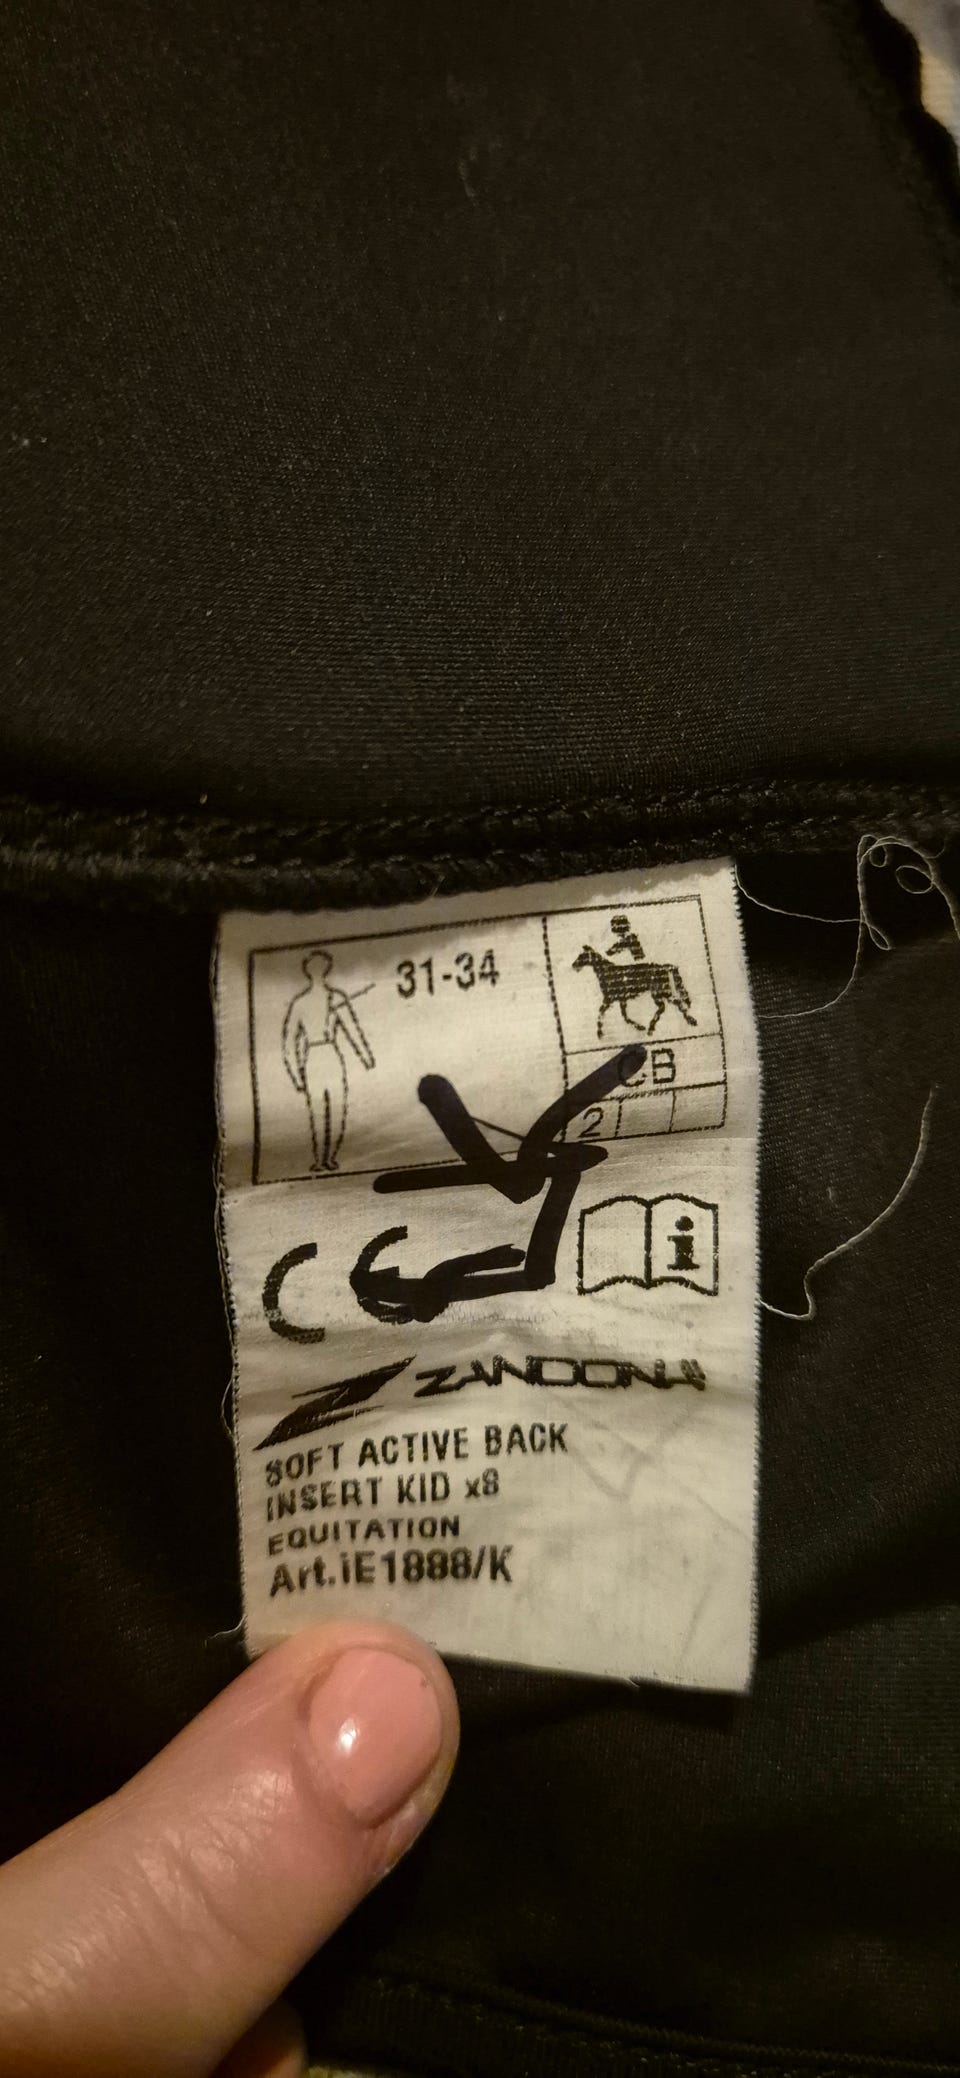 31-34
CB
2
i
CE
ZANDONA
SOFT ACTIVE BACK
INSERT KID x8
EQUITATION
Art.iE1888/K